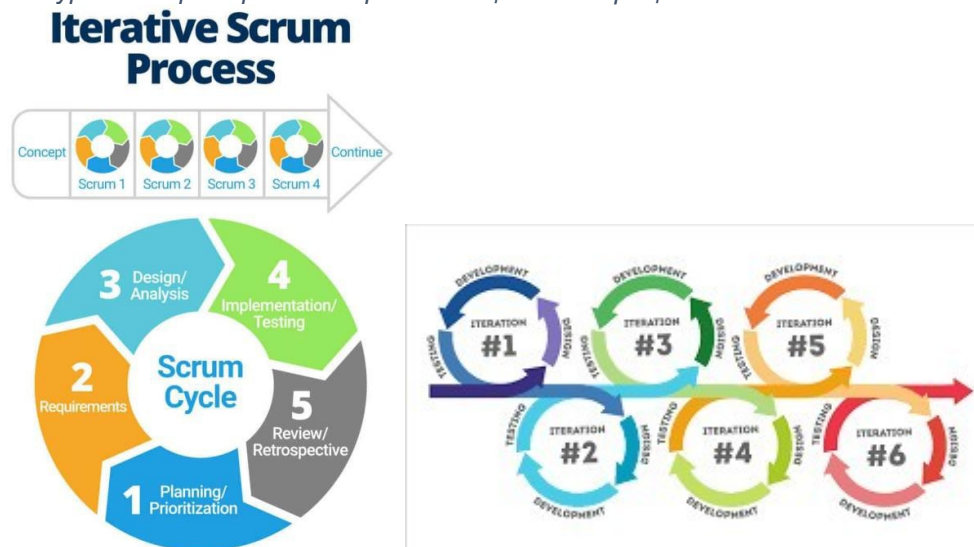 Iterative Scrum
Process
Concept
Scrum 1
Scrum 2
Scrum 3
Scrum 4
Continue
3 Design/
Analysis
4
Implementation/
Testing
2
Requirements
Scrum
Cycle
5
Review/
Retrospective
1 Planning/
Prioritization
DEVELOPMENT
TESTING
ITERATION
#1
DESIGN
DEVELOPMENT
TESTING
ITERATION
#3
DESIGN
DEVELOPMENT
TESTING
ITERATION
#5
DESIGN
TESTING
ITERATION
#2
DESIGN
DEVELOPMENT
TESTING
ITERATION
#4
DESIGN
DEVELOPMENT
TESTING
ITERATION
#6
DESIGN
DEVELOPMENT